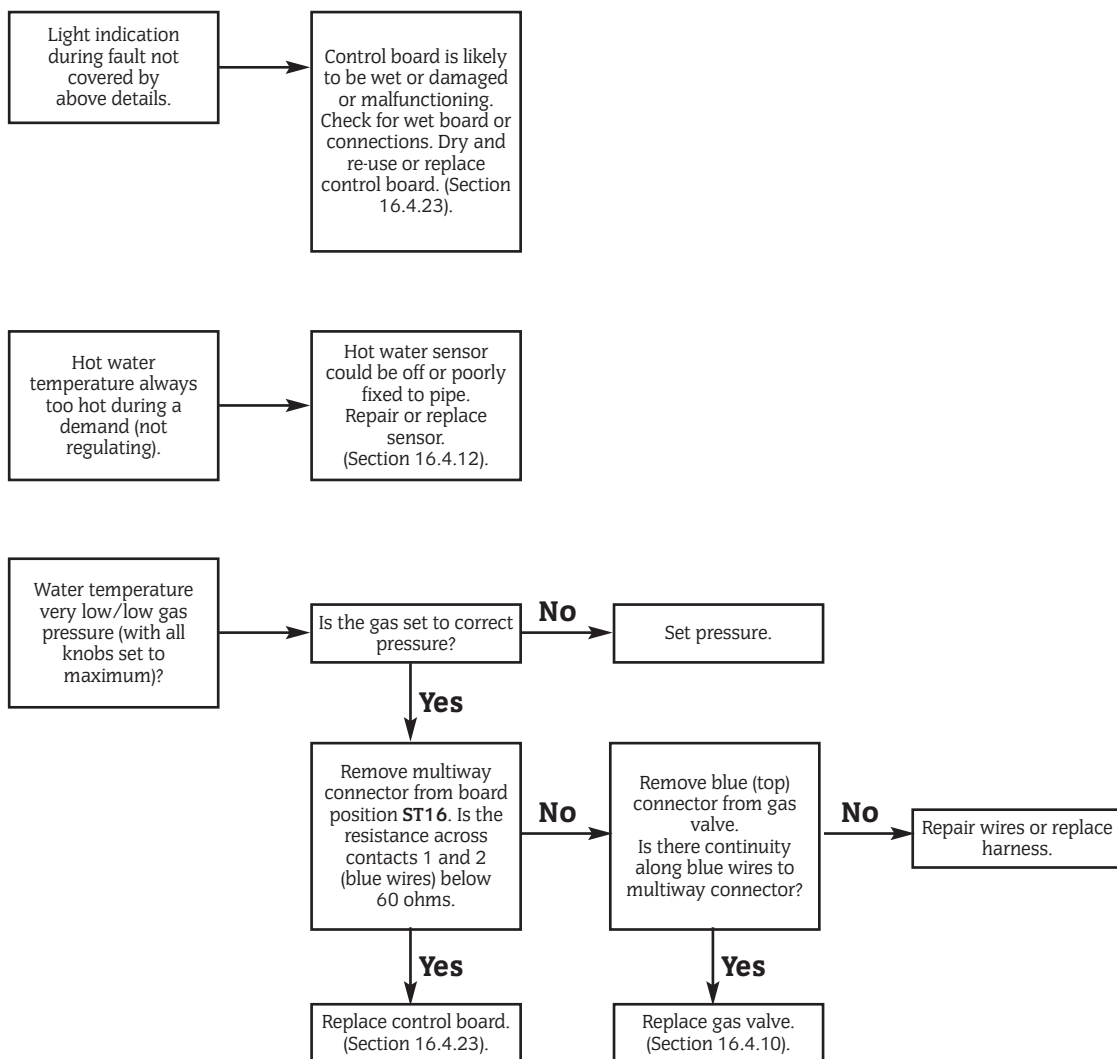 Light indication
during fault not
covered by
above details.
Control board is likely
to be wet or damaged
or malfunctioning.
Check for wet board or
connections. Dry and
re-use or replace
control board. (Section
16.4.23).
Hot water
temperature always
too hot during a
demand (not
regulating).
Hot water sensor
could be off or poorly
fixed to pipe.
Repair or replace
sensor.
(Section 16.4.12).
Water temperature
very low/low gas
pressure (with all
knobs set to
maximum)?
Is the gas set to correct
pressure?
No
Set pressure.
Yes
Remove multiway
connector from board
position ST16. Is the
resistance across
contacts 1 and 2
(blue wires) below
60 ohms.
No
Remove blue (top)
connector from gas
valve.
Is there continuity
along blue wires to
multiway connector?
No
Repair wires or replace
harness.
Yes
Replace control board.
(Section 16.4.23).
Yes
Replace gas valve.
(Section 16.4.10).